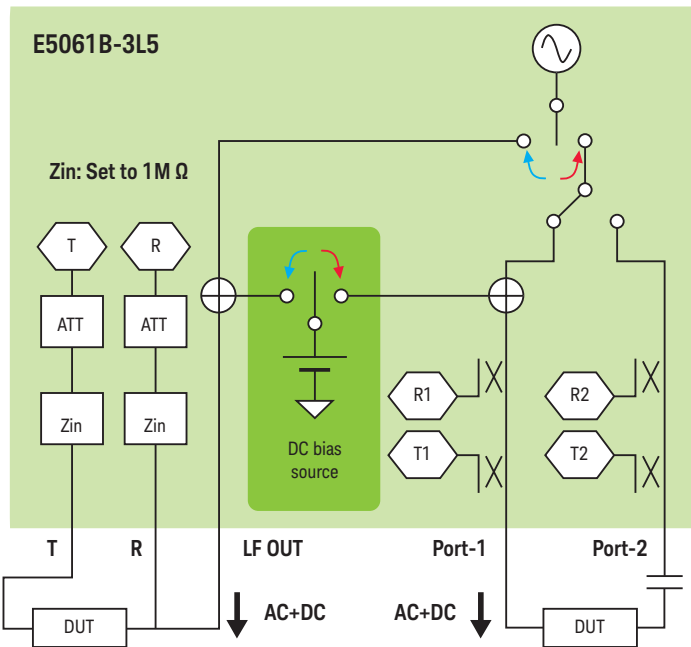 E5061B-3L5
Zin: Set to 1M Ω
T
R
ATT
ATT
R1
R2
Zin
Zin
T1
T2
DC bias
source
T
R
LF OUT
Port-1
Port-2
AC+DC
AC+DC
DUT
DUT